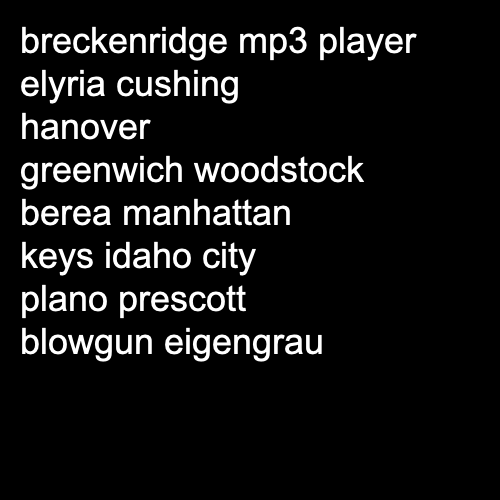 breckenridge mp3 player
elyria cushing
hanover
greenwich woodstock
berea manhattan
keys idaho city
plano prescott
blowgun eigengrau